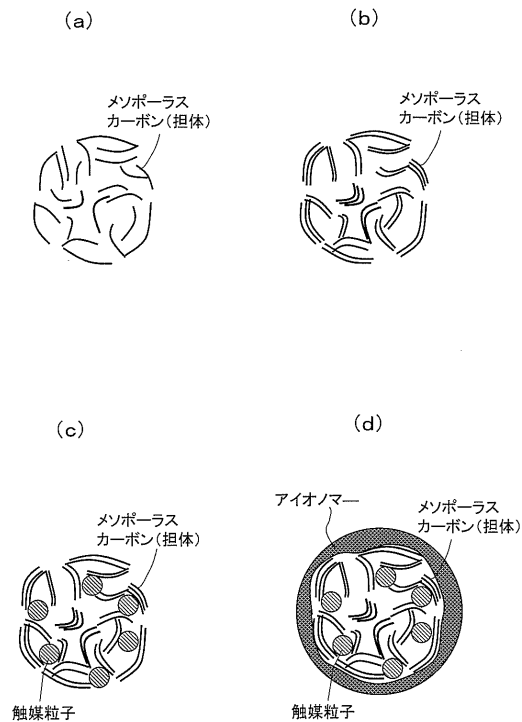 (a)
メソポーラス
カーボン(担体)
(b)
メソポーラス
カーボン(担体)
(c)
メソポーラス
カーボン(担体)
触媒粒子
(d)
アイオノマー
メソポーラス
カーボン(担体)
触媒粒子